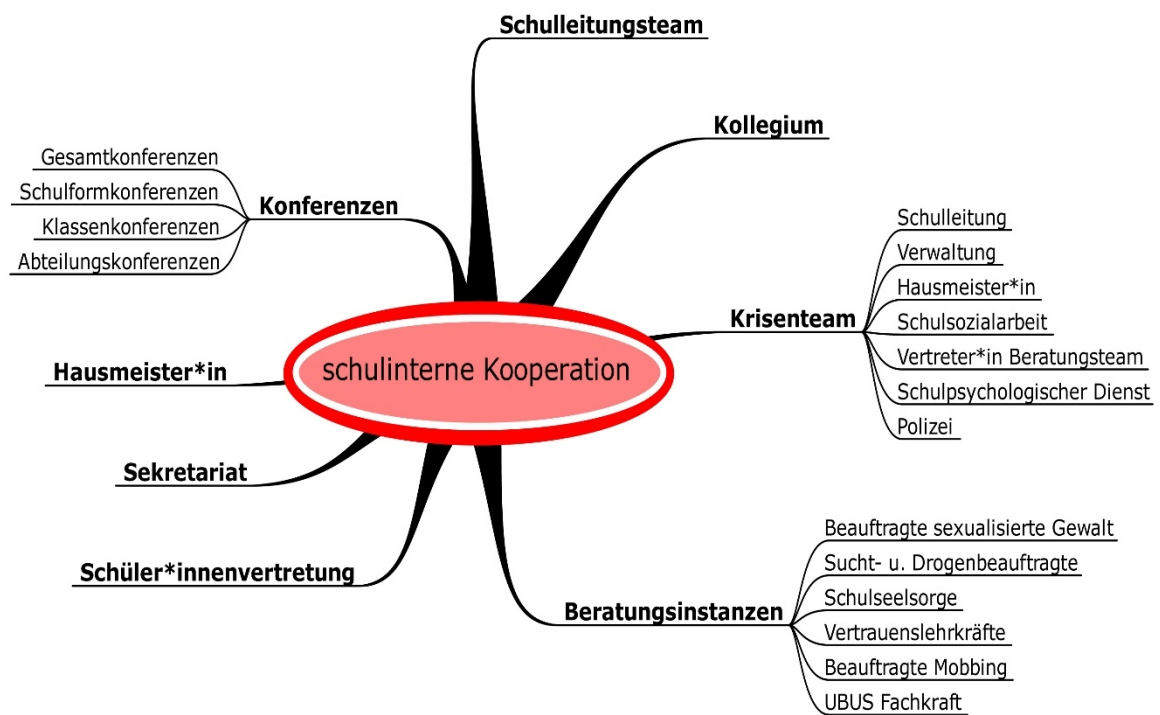 Schulleitungsteam
Kollegium
Gesamtkonferenzen
Schulformkonferenzen
Klassenkonferenzen
Abteilungskonferenzen
Konferenzen
Krisenteam
Schulleitung
Verwaltung
Hausmeister*in
Schulsozialarbeit
Vertreter*in Beratungsteam
Schulpsychologischer Dienst
Polizei
schulinterne Kooperation
Hausmeister*in
Sekretariat
Schüler*innenvertretung
Beratungsinstanzen
Beauftragte sexualisierte Gewalt
Sucht- u. Drogenbeauftragte
Schulseelsorge
Vertrauenslehrkräfte
Beauftragte Mobbing
UBUS Fachkraft